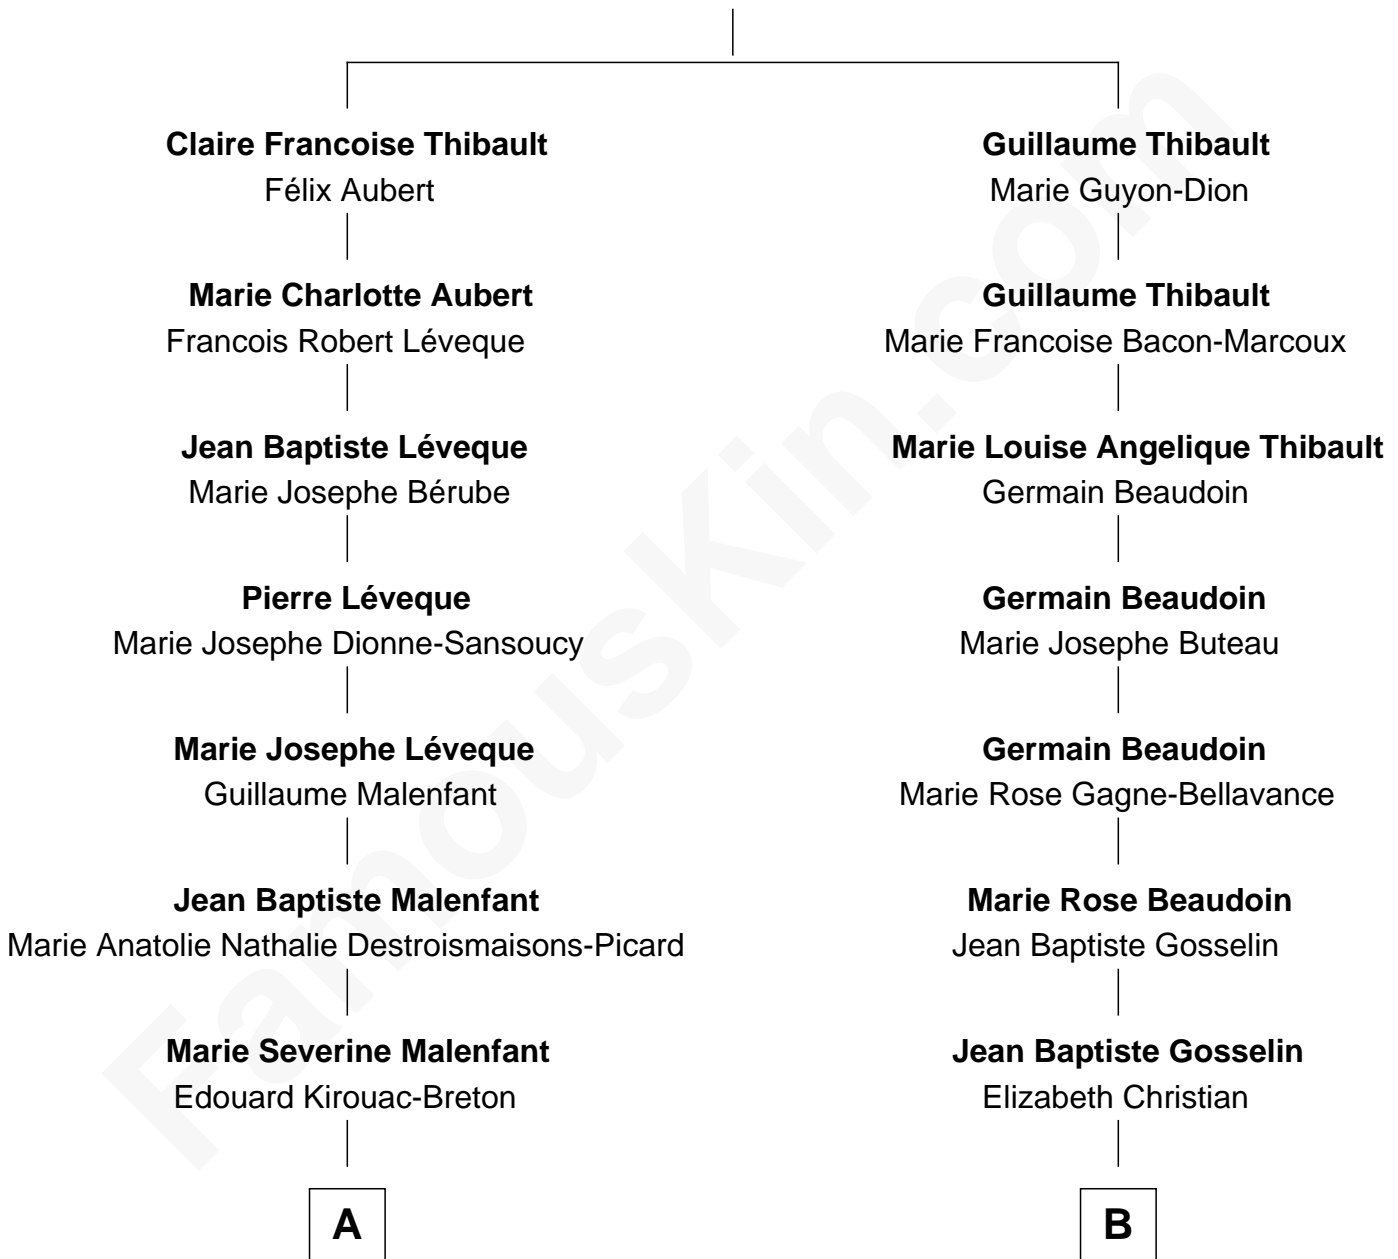 Claire Francoise Thibault
Félix Aubert
Marie Charlotte Aubert
Francois Robert Léveque
Jean Baptiste Léveque
Marie Josephe Bérube
Pierre Léveque
Marie Josephe Dionne-Sansoucy
Marie Josephe Léveque
Guillaume Malenfant
Jean Baptiste Malenfant
Marie Anatolie Nathalie Destroismaisons-Picard
Marie Severine Malenfant
Edouard Kirouac-Breton
A
Guillaume Thibault
Marie Guyon-Dion
Guillaume Thibault
Marie Francoise Bacon-Marcoux
Marie Louise Angelique Thibault
Germain Beaudoin
Germain Beaudoin
Marie Josephe Buteau
Germain Beaudoin
Marie Rose Gagne-Bellavance
Marie Rose Beaudoin
Jean Baptiste Gosselin
Jean Baptiste Gosselin
Elizabeth Christian
B
FamousKin.com